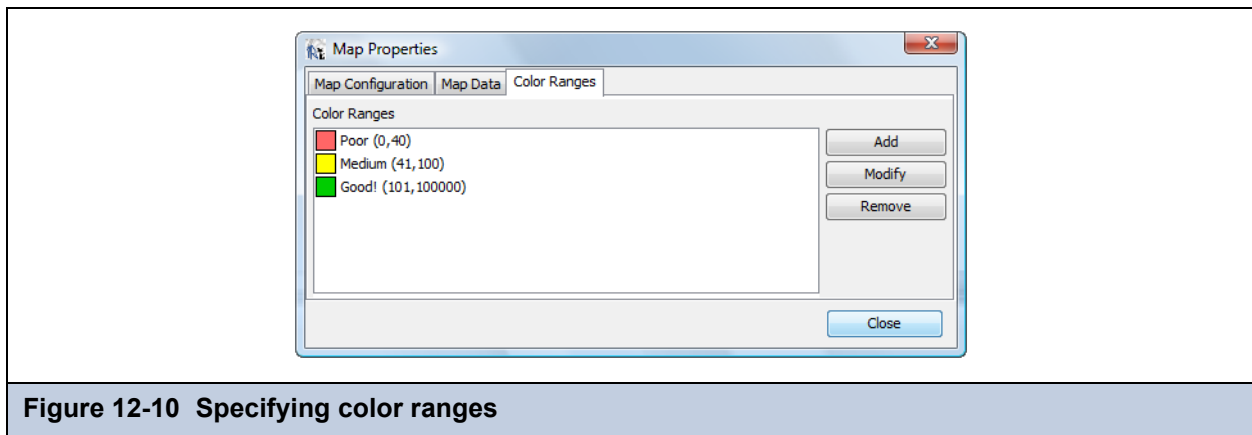 Map Properties
Map Configuration Map Data Color Ranges
Color Ranges
Poor (0,40)
Medium (41,100)
Good! (101,100000)
Add
Modify
Remove
Close
Figure 12-10 Specifying color ranges